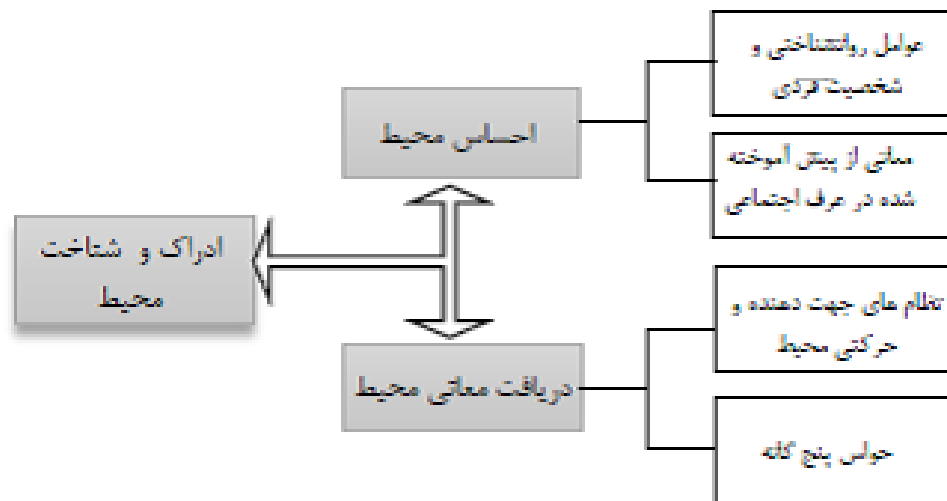 عوامل روانشناختی و
شخصیت فردی
احساس محیط
معانی از پیش آموخته
شده در عرف اجتماعی
ادراک و شناخت
محیط
نظام های جهت دهنده و
حرکتی محیط
دریافت معانی محیط
حواس پنج گانه